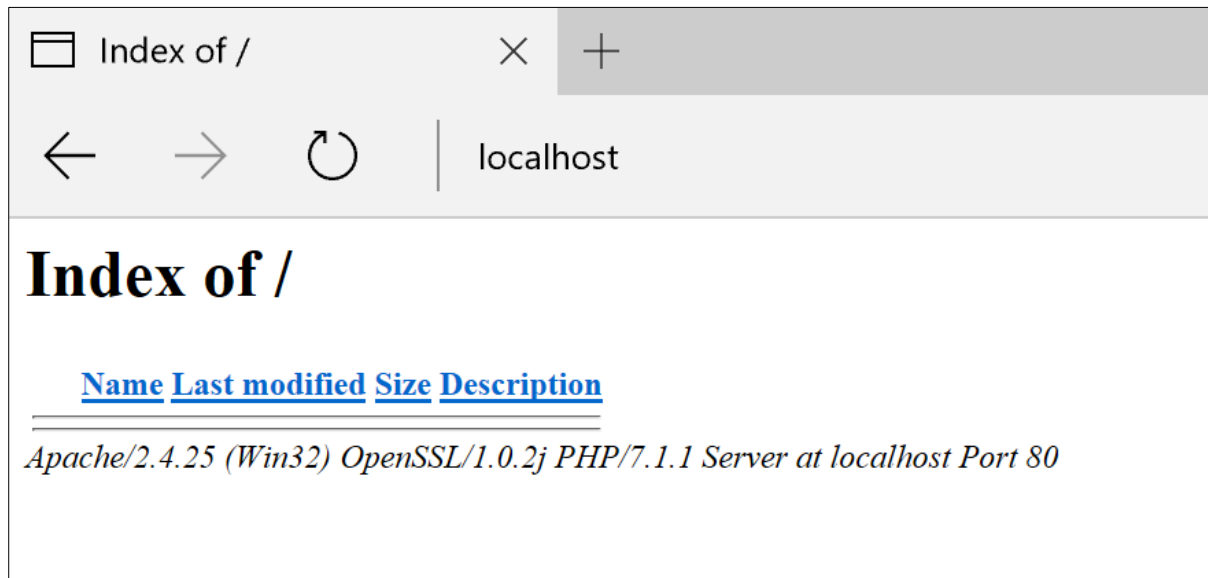 Index of /
localhost
Index of /
Name Last modified Size Description
Apache/2.4.25 (Win32) OpenSSL/1.0.2j PHP/7.1.1 Server at localhost Port 80